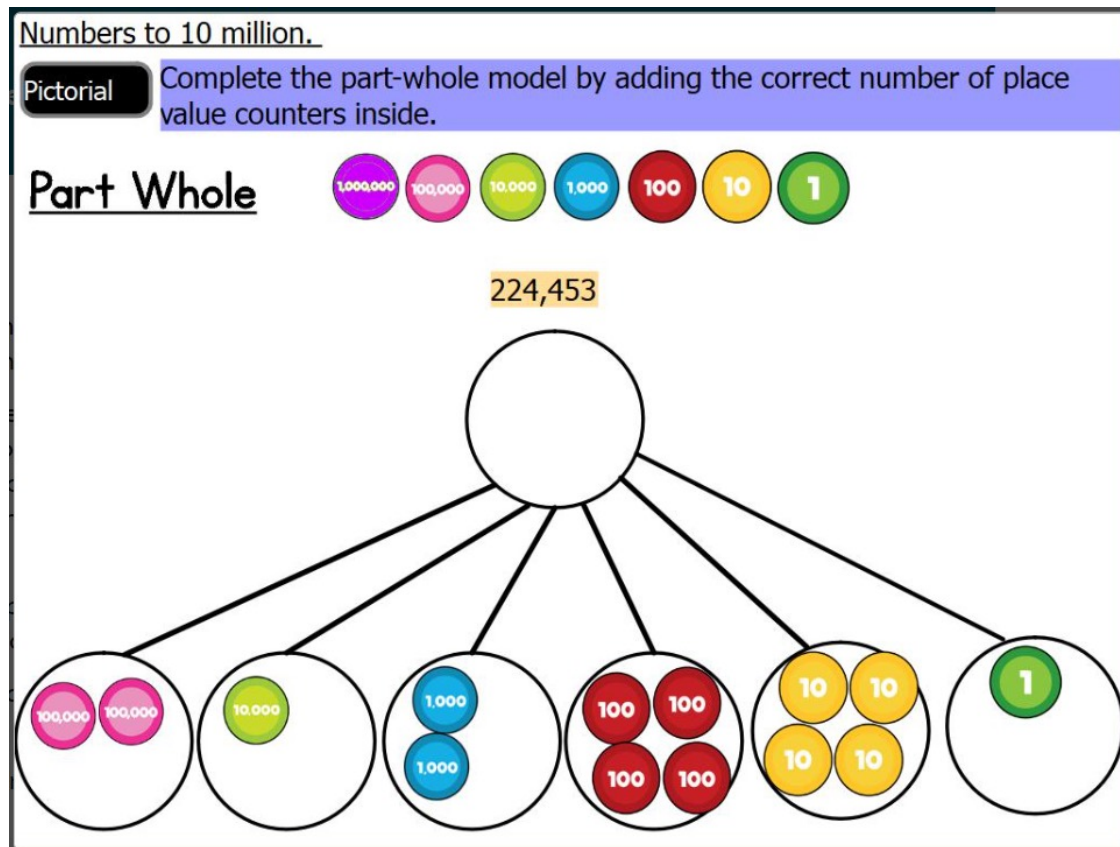 Numbers to 10 million.
Pictorial
Complete the part-whole model by adding the correct number of place
value counters inside.
Part Whole
1,000,000 100,000 10,000 1,000 100 10 1
224,453
100,000 100,000 10,000 1,000 100 100 10 10 1
1,000 100 100 10 10